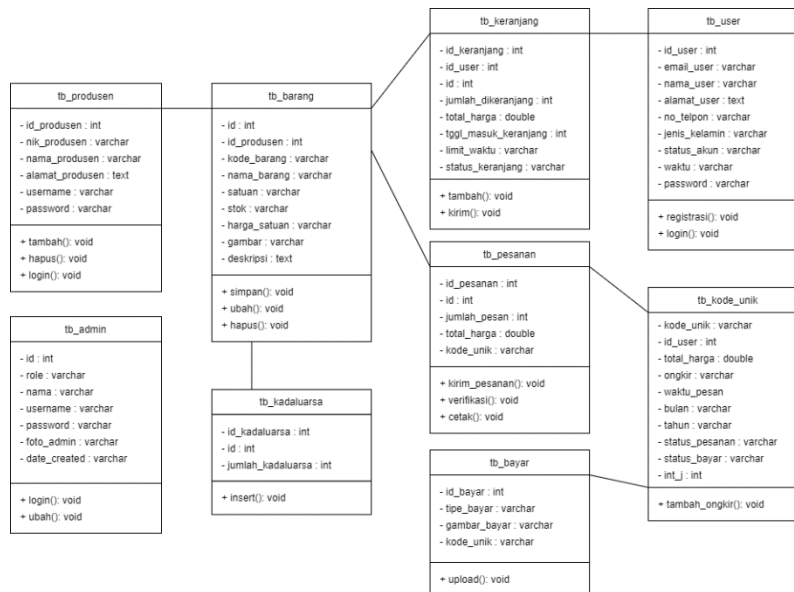 tb_produsen
- id_produsen : int
- nik_produsen : varchar
- nama_produsen : varchar
- alamat_produsen : text
- username : varchar
- password : varchar
+ tambah(): void
+ hapus(): void
+ login(): void
tb_admin
- id : int
- role : varchar
- nama : varchar
- username : varchar
- password : varchar
- foto_admin : varchar
- date_created : varchar
+ login(): void
+ ubah(): void
tb_barang
- id : int
- id_produsen : int
- kode_barang : varchar
- nama_barang : varchar
- satuan : varchar
- stok : varchar
- harga_satuan : varchar
- gambar : varchar
- deskripsi : text
+ simpan(): void
+ ubah(): void
+ hapus(): void
tb_kadaluarsa
- id_kadaluarsa : int
- id : int
- jumlah_kadaluarsa : int
+ insert(): void
tb_keranjang
- id_keranjang : int
- id_user : int
- id : int
- jumlah_dikeranjang : int
- total_harga : double
- tggl_masuk_keranjang : int
- limit_waktu : varchar
- status_keranjang : varchar
+ tambah(): void
+ kirim(): void
tb_pesanan
- id_pesanan : int
- id : int
- jumlah_pesan : int
- total_harga : double
- kode_unik : varchar
+ kirim_pesanan(): void
+ verifikasi(): void
+ cetak(): void
tb_bayar
- id_bayar : int
- tipe_bayar : varchar
- gambar_bayar : varchar
- kode_unik : varchar
+ upload(): void
tb_user
- id_user : int
- email_user : varchar
- nama_user : varchar
- alamat_user : text
- no_telpon : varchar
- jenis_kelamin : varchar
- status_akun : varchar
- waktu : varchar
- password : varchar
+ registrasi(): void
+ login(): void
tb_kode_unik
- kode_unik : varchar
- id_user : int
- total_harga : double
- ongkir : varchar
- waktu_pesan
- bulan : varchar
- tahun : varchar
- status_pesanan : varchar
- status_bayar : varchar
- int_j : int
+ tambah_ongkir(): void